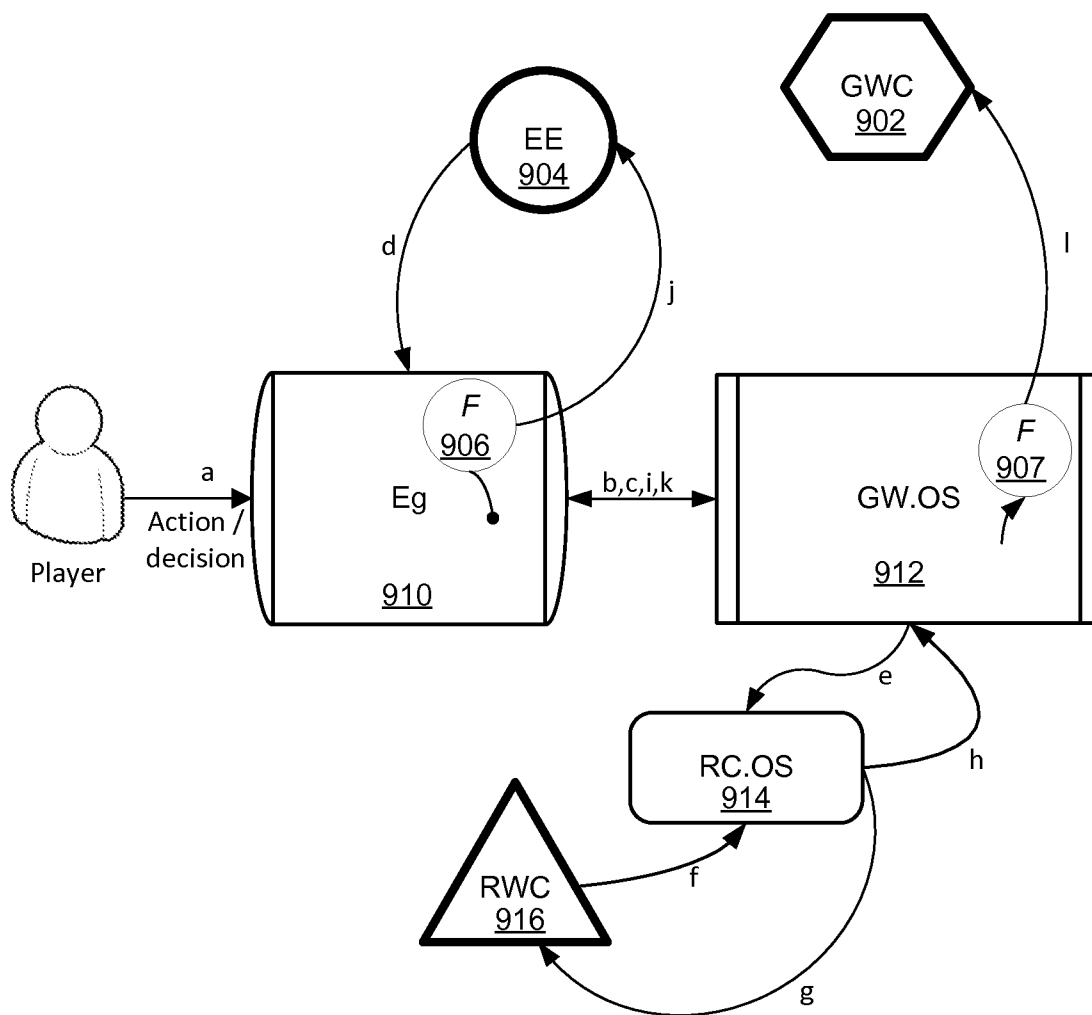 GWC
902
EE
904
d
j
l
F
906
F
907
a
Action /
decision
Player
Eg
910
b,c,i,k
GW.OS
912
e
h
RC.OS
914
RWC
916
f
g